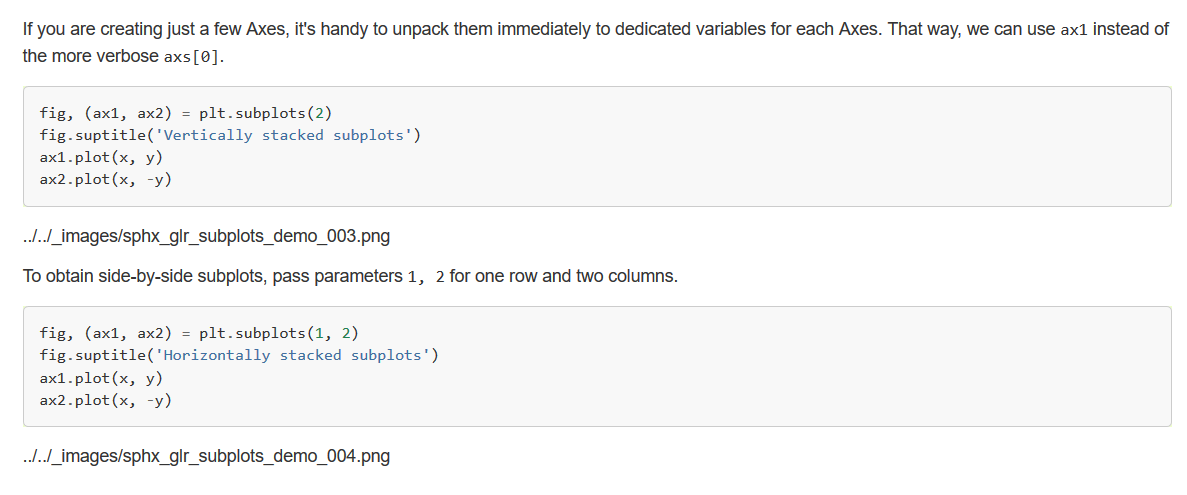 If you are creating just a few Axes, it's handy to unpack them immediately to dedicated variables for each Axes. That way, we can use ax1 instead of
the more verbose axs[0].
fig, (ax1, ax2) = plt.subplots(2)
fig.suptitle('Vertically stacked subplots')
ax1.plot(x, y)
ax2.plot(x, -y)
../../_images/sphx_glr_subplots_demo_003.png
To obtain side-by-side subplots, pass parameters 1, 2 for one row and two columns.
fig, (ax1, ax2) = plt.subplots(1, 2)
fig.suptitle('Horizontally stacked subplots')
ax1.plot(x, y)
ax2.plot(x, -y)
../../_images/sphx_glr_subplots_demo_004.png